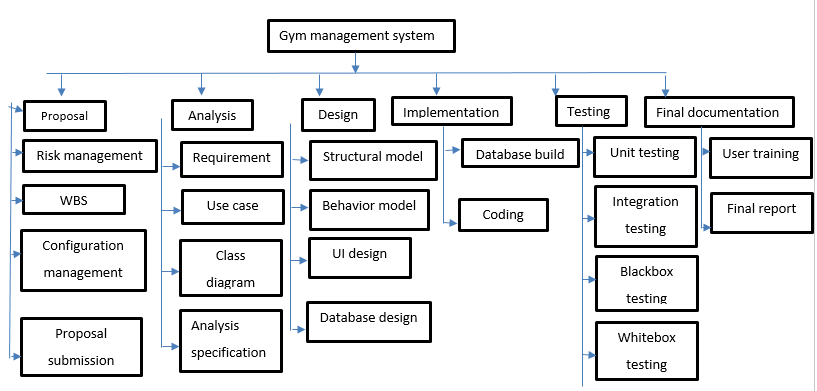 Gym management system
Proposal
Risk management
WBS
Configuration
management
Proposal
submission
Analysis
Requirement
Use case
Class
diagram
Analysis
specification
Design
Structural model
Behavior model
UI design
Database design
Implementation
Database build
Coding
Testing
Unit testing
Integration
testing
Blackbox
testing
Whitebox
testing
Final documentation
User training
Final report